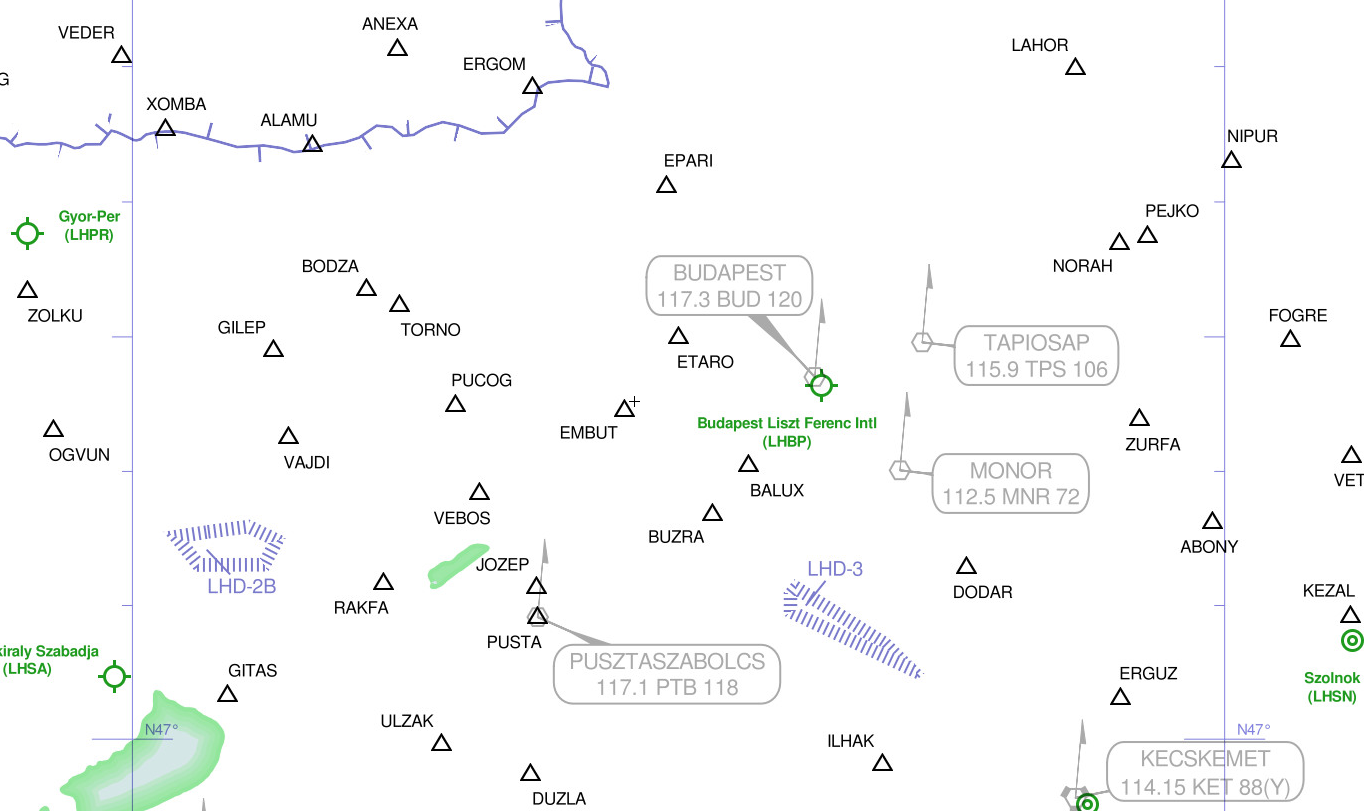 ANEXA
VEDER
LAHOR
ERGOM
G
XOMBA
ALAMU
NIPUR
EPARI
PEJKO
Gyor-Per
(LHPR)
BODZA
NORAH
BUDAPEST
117.3 BUD 120
ZOLKU
GILEP
TORNO
FOGRE
TAPIOSAP
115.9 TPS 106
ETARO
PUCOG
EMBUT
Budapest Liszt Ferenc Intl
(LHBP)
ZURFA
OGVUN
VAJDI
MONOR
112.5 MNR 72
VET
BALUX
VEBOS
BUZRA
ABONY
JOZEP
LHD-3
LHD-2B
DODAR
KEZAL
RAKFA
PUSTA
kiraly Szabadja
(LHSA)
PUSZTASZABOLCS
117.1 PTB 118
GITAS
ERGUZ
Szolnok
(LHSN)
ULZAK
N47°
N47°
ILHAK
KECSKEMET
114.15 KET 88(Y)
DUZLA